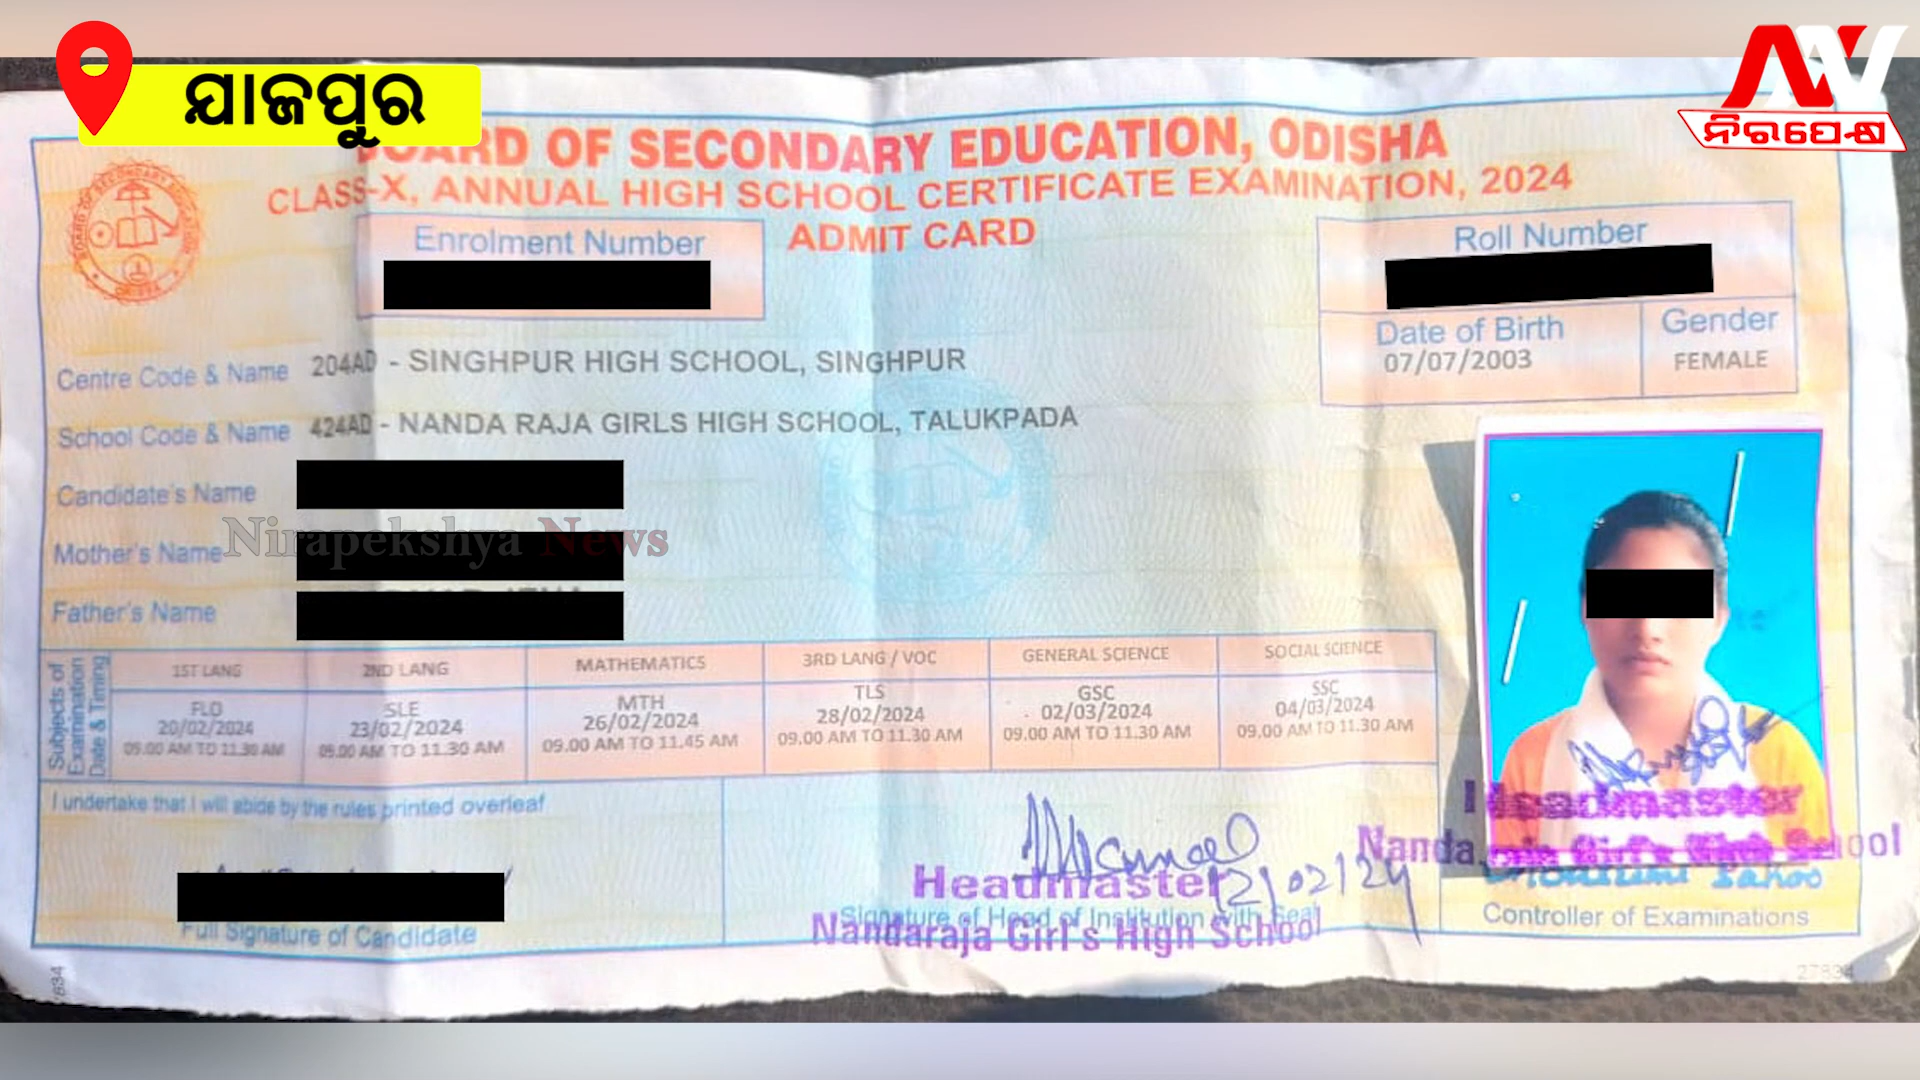 ଯାଜପୁର
ନିରପେକ୍ଷ
BOARD OF SECONDARY EDUCATION, ODISHA
CLASS-X, ANNUAL HIGH SCHOOL CERTIFICATE EXAMINATION, 2024
ADMIT CARD
Enrolment Number
Roll Number
Date of Birth
07/07/2003
Gender
FEMALE
Centre Code & Name 204AD - SINGHPUR HIGH SCHOOL, SINGHPUR
School Code & Name 424AD - NANDA RAJA GIRLS HIGH SCHOOL, TALUKPADA
Candidate's Name
Mother's Name
Nirapekshya News
Father's Name
Subjects of Examination Date & Timing
1ST LANG 2ND LANG MATHEMATICS 3RD LANG / VOC GENERAL SCIENCE SOCIAL SCIENCE
FLO SLE MTH TLS GSC SSC
20/02/2024 23/02/2024 26/02/2024 28/02/2024 02/03/2024 04/03/2024
09.00 AM TO 11.30 AM 09.00 AM TO 11.30 AM 09.00 AM TO 11.45 AM 09.00 AM TO 11.30 AM 09.00 AM TO 11.30 AM 09.00 AM TO 11.30 AM
I undertake that I will abide by the rules printed overleaf
Full Signature of Candidate
12/02/24
Headmaster
Signature of Head of Institution with Seal
Nandaraja Girl's High School
Headmaster
Nandaraja Girl's High School
Controller of Examinations
27834